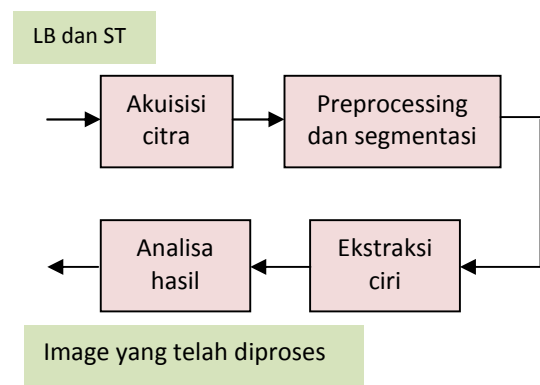 LB dan ST
Akuisisi
citra
Preprocessing
dan segmentasi
Analisa
hasil
Ekstraksi
ciri
Image yang telah diproses